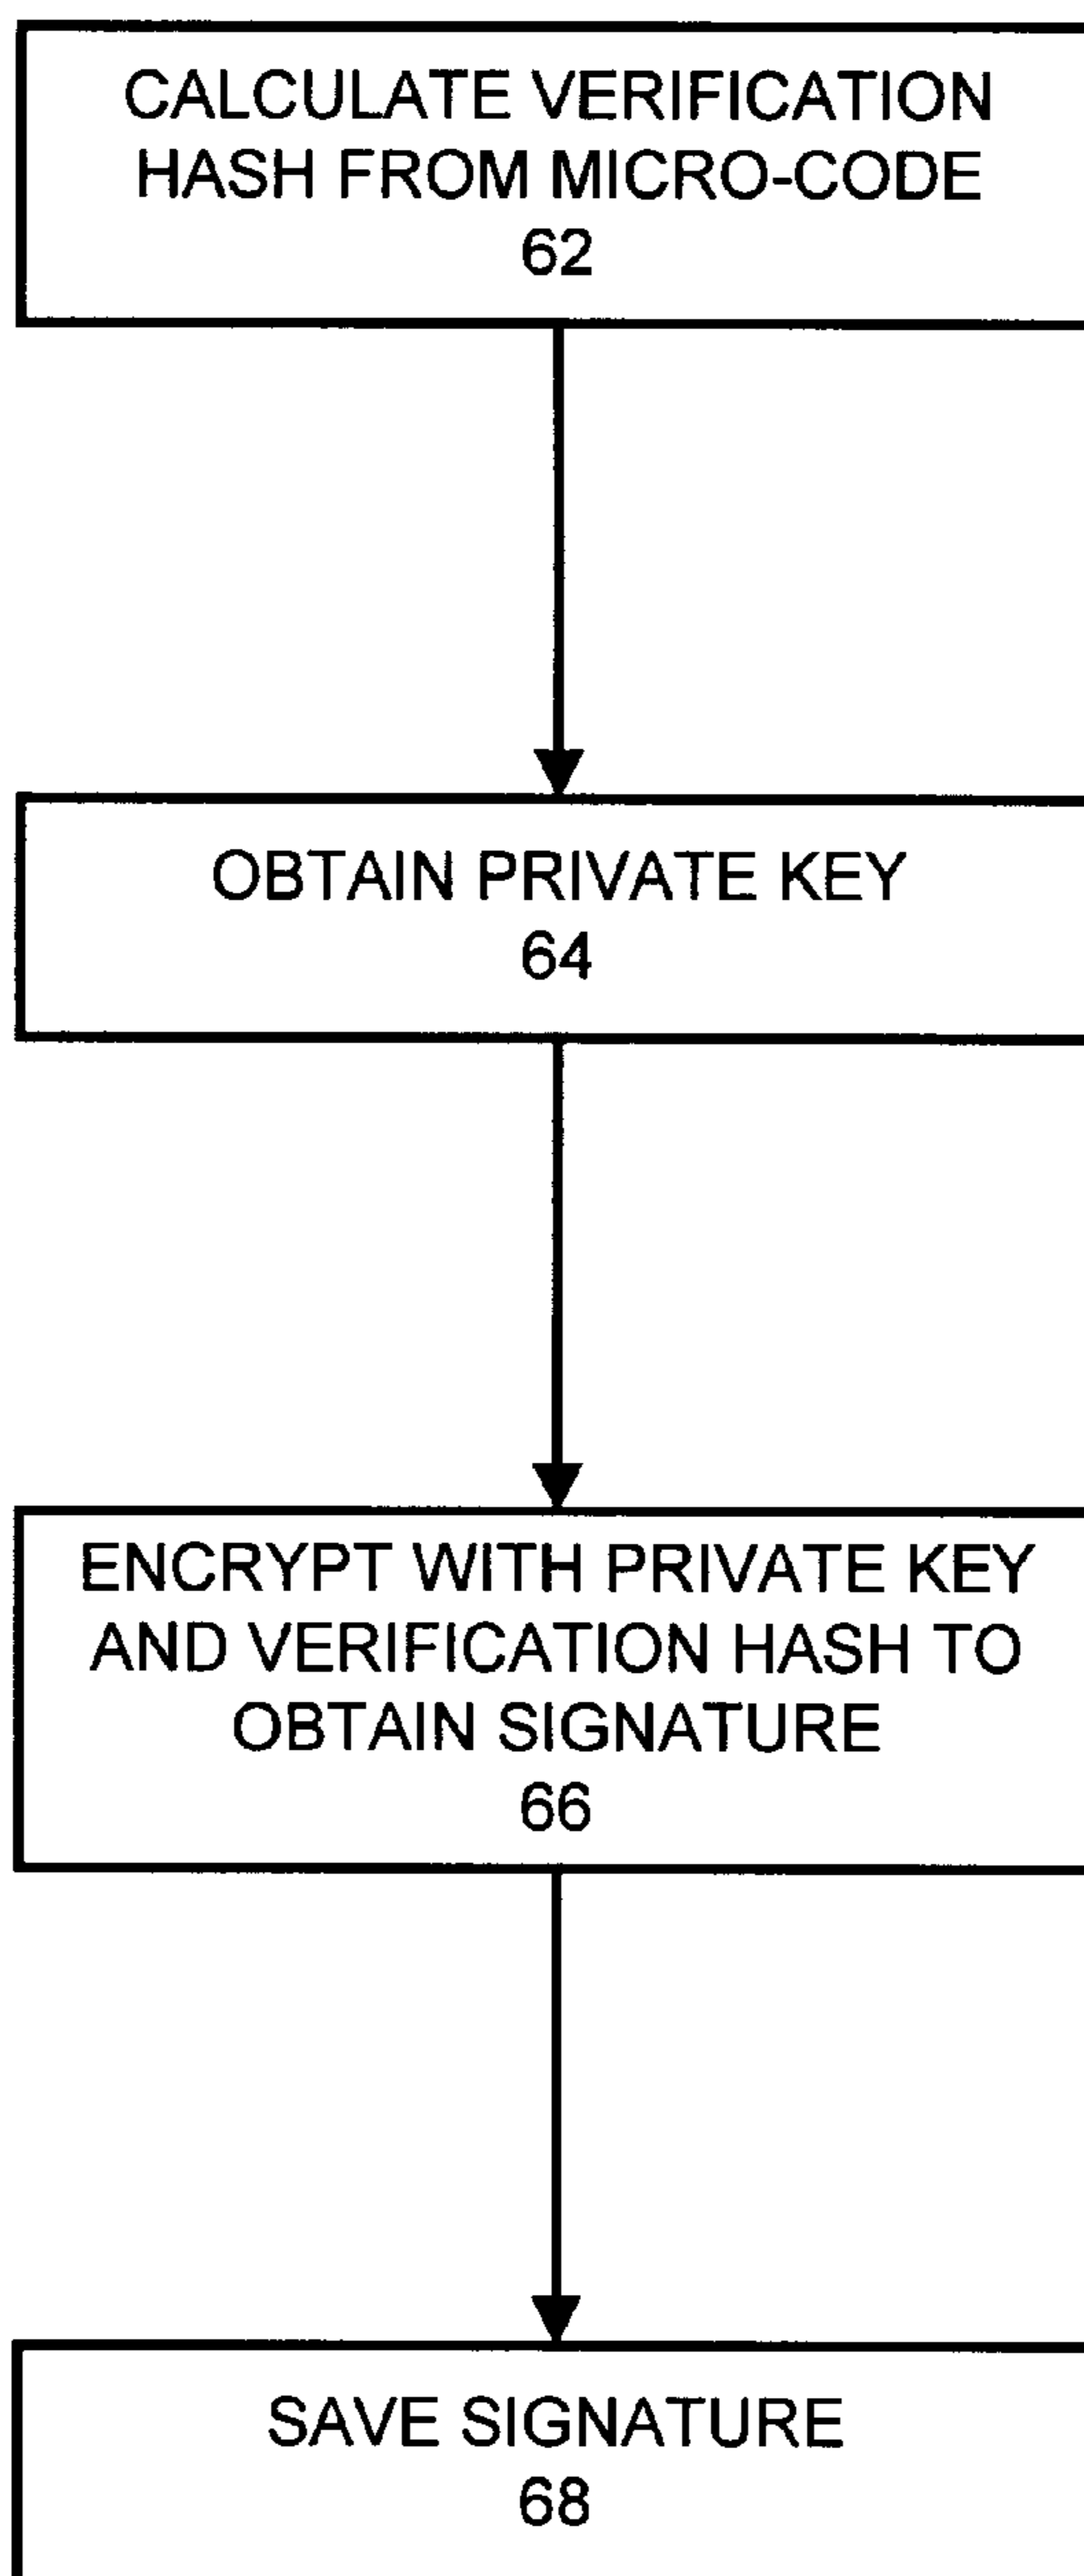 CALCULATE VERIFICATION
HASH FROM MICRO-CODE
62
OBTAIN PRIVATE KEY
64
ENCRYPT WITH PRIVATE KEY
AND VERIFICATION HASH TO
OBTAIN SIGNATURE
66
SAVE SIGNATURE
68